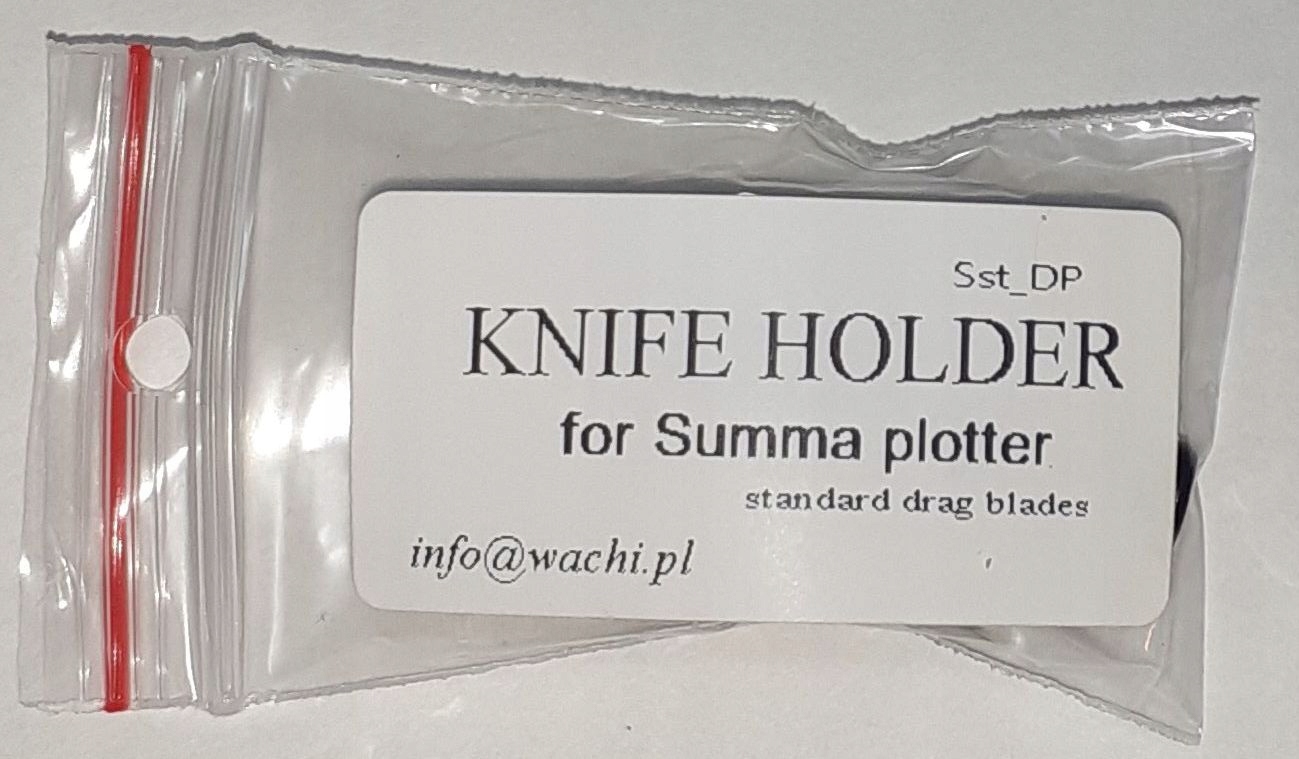 Sst_DP
KNIFE HOLDER
for Summa plotter
standard drag blades
info@wachi.pl